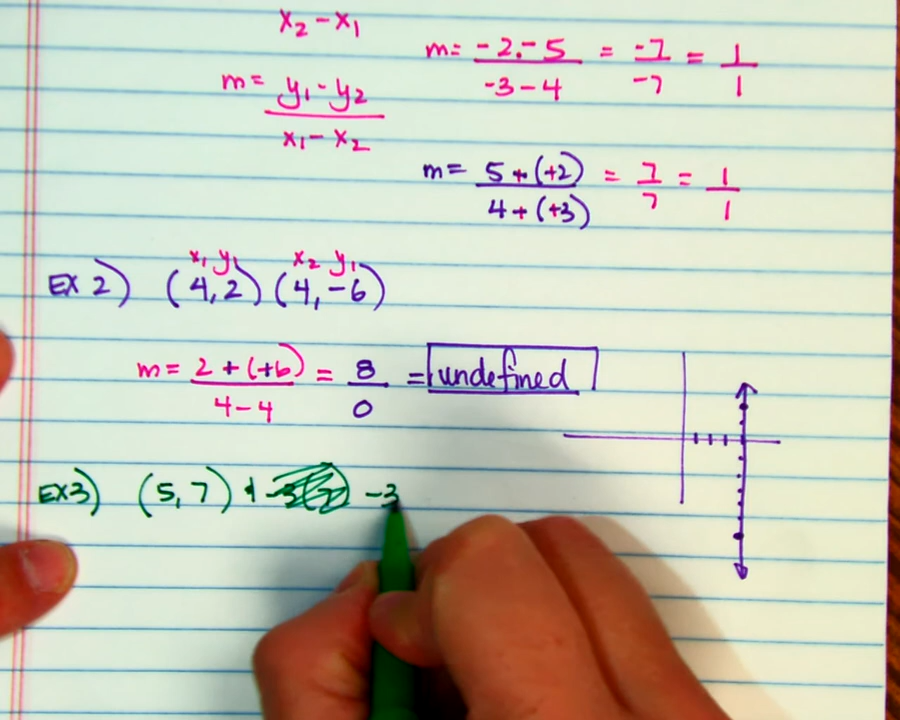 x₂ - x₁
m = -2 - -5 / -3 - 4 = -7 / -7 = 1 / 1
m = y₁ - y₂ / x₁ - x₂
m = 5 + (+2) / 4 + (+3) = 7 / 7 = 1 / 1
x₁ y₁ x₂ y₁
EX 2) (4, 2) (4, -6)
m = 2 + (+6) / 4 - 4 = 8 / 0 = undefined
EX 3) (5, 7) + -3